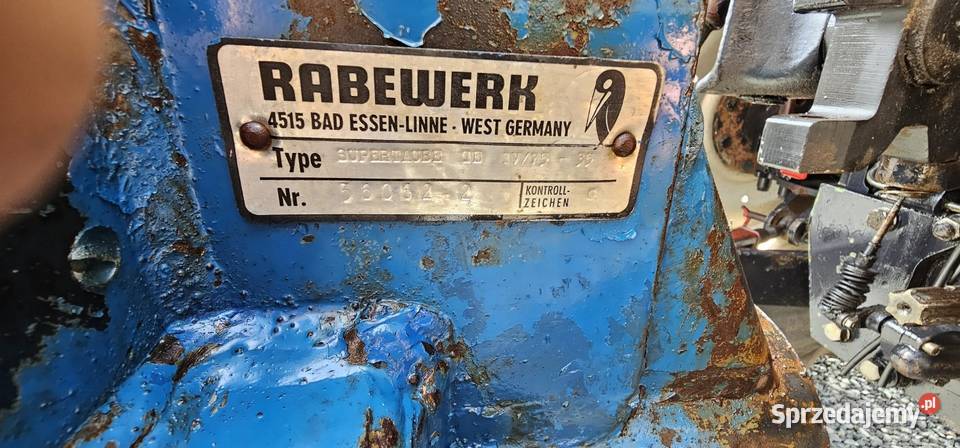 RABEWERK
4515 BAD ESSEN-LINNE · WEST GERMANY
Type SUPERTAUBE
Nr. KONTROLL-
ZEICHEN
Sprzedajemy.pl